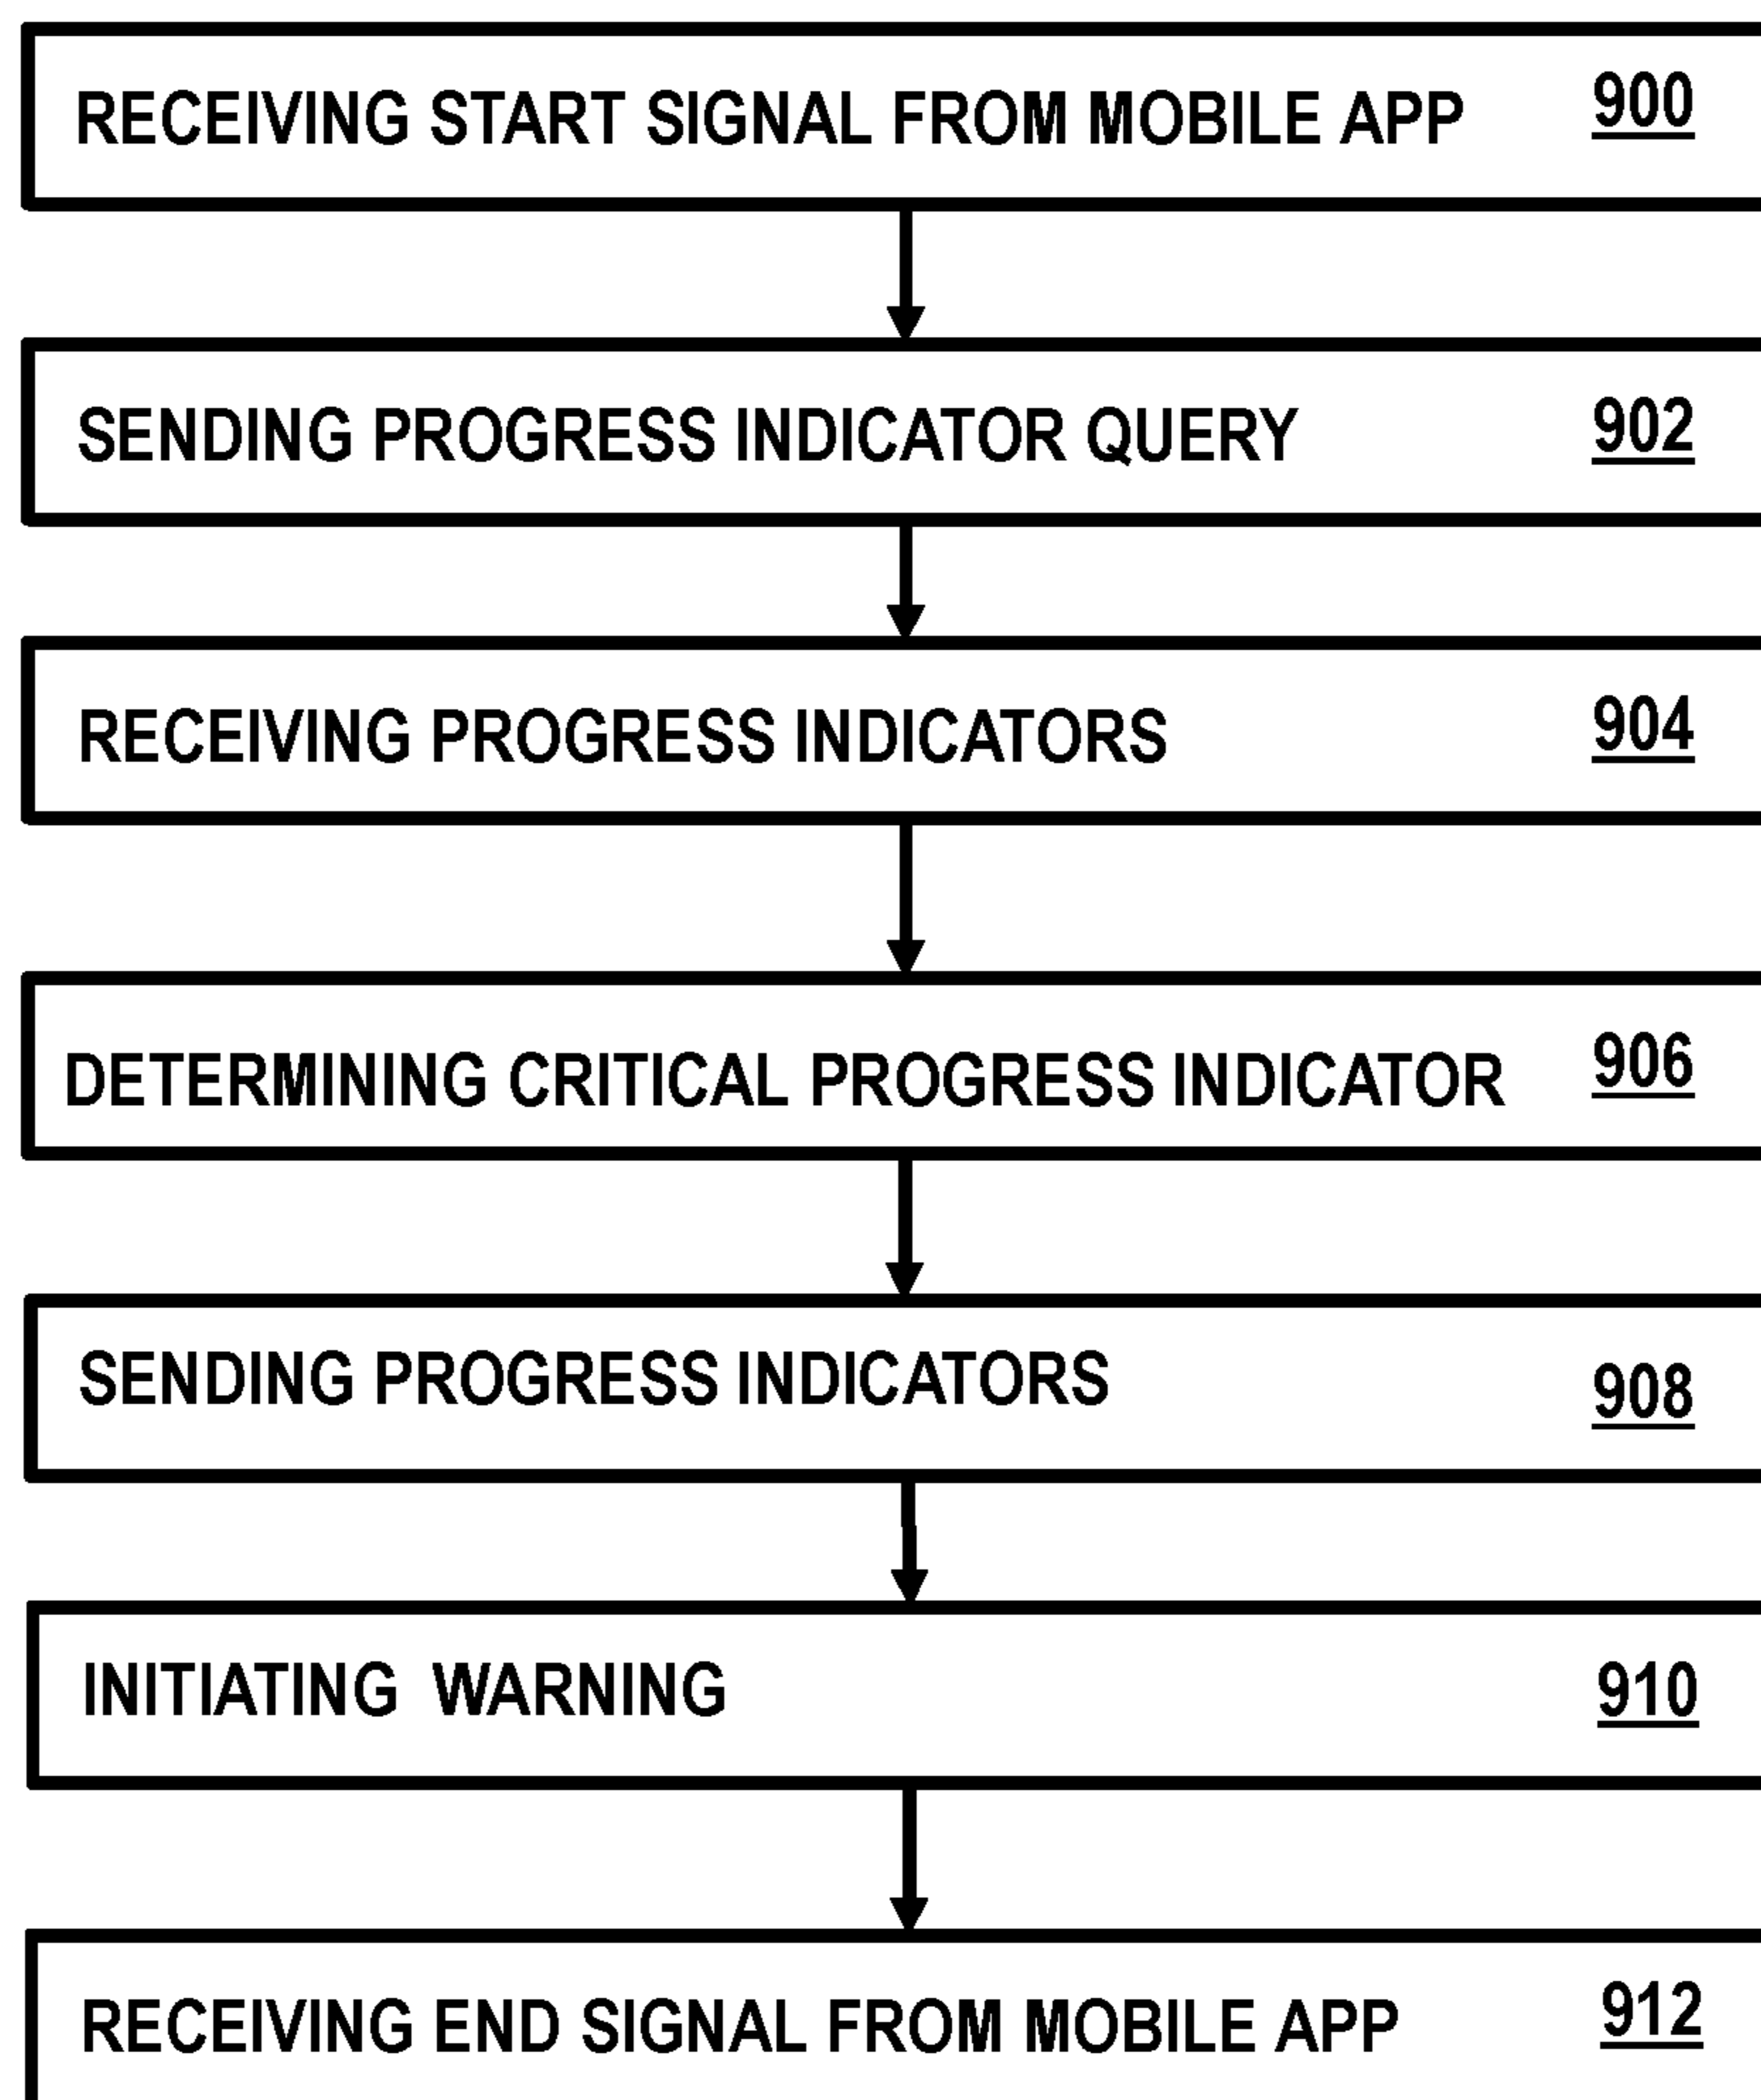 RECEIVING START SIGNAL FROM MOBILE APP 900
SENDING PROGRESS INDICATOR QUERY 902
RECEIVING PROGRESS INDICATORS 904
DETERMINING CRITICAL PROGRESS INDICATOR 906
SENDING PROGRESS INDICATORS 908
INITIATING WARNING 910
RECEIVING END SIGNAL FROM MOBILE APP 912